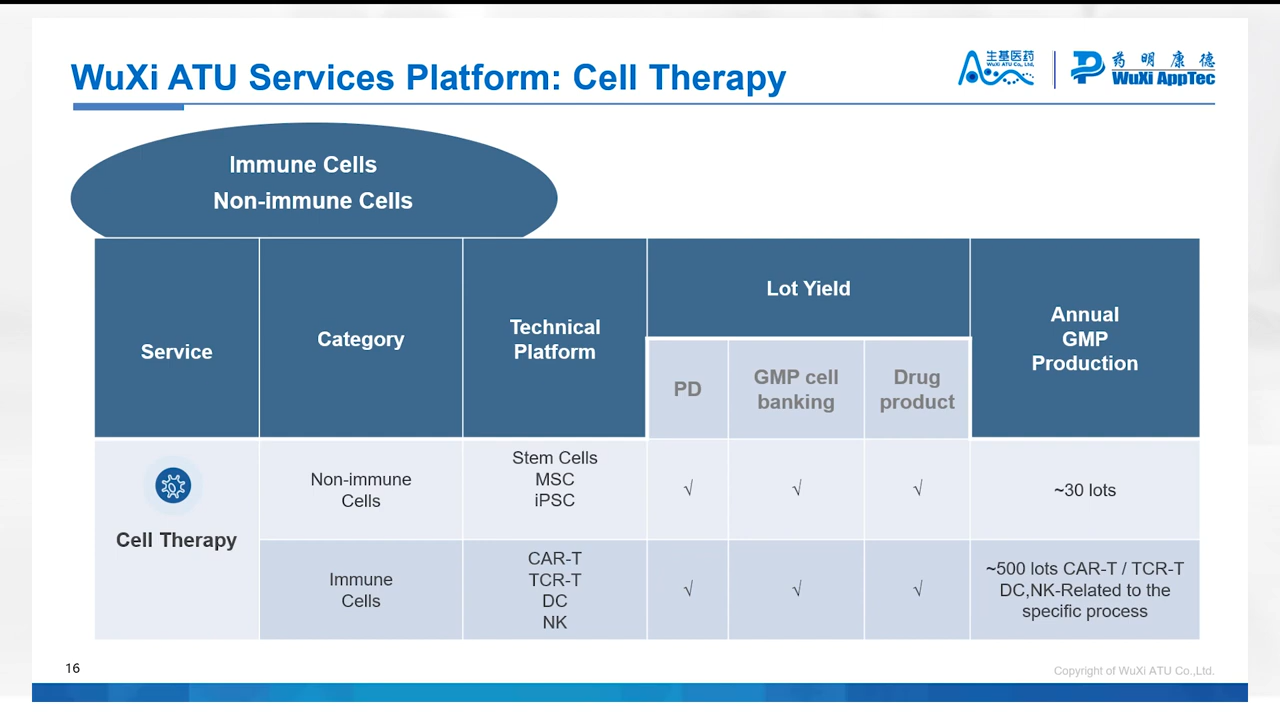 WuXi ATU Services Platform: Cell Therapy
生基医药
WuXi ATU Co., Ltd.
药明康德
WuXi AppTec
Immune Cells
Non-immune Cells
Service
Category
Technical
Platform
Lot Yield
PD
GMP cell
banking
Drug
product
Annual
GMP
Production
Cell Therapy
Non-immune
Cells
Stem Cells
MSC
iPSC
√
√
√
~30 lots
Immune
Cells
CAR-T
TCR-T
DC
NK
√
√
√
~500 lots CAR-T / TCR-T
DC,NK-Related to the
specific process
16
Copyright of WuXi ATU Co.,Ltd.